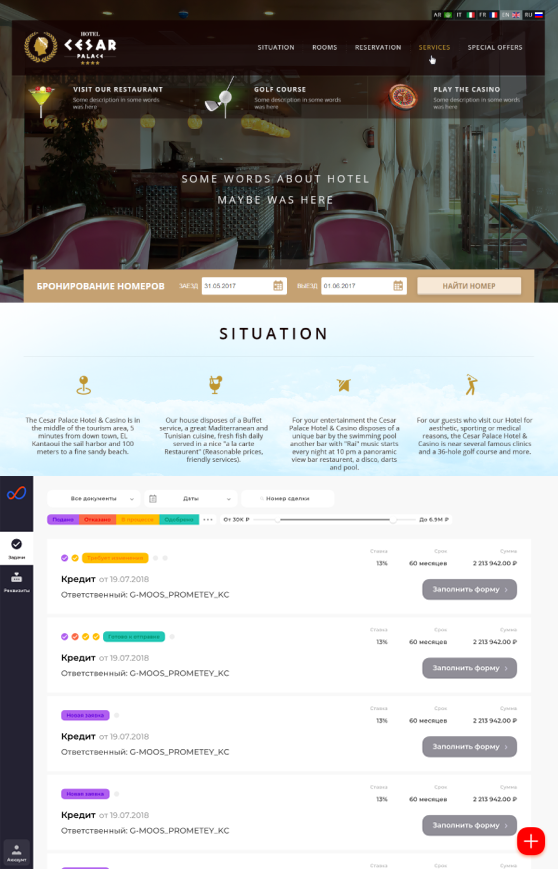 AR IT FR EN RU
HOTEL
CESAR
PALACE
SITUATION ROOMS RESERVATION SERVICES SPECIAL OFFERS
VISIT OUR RESTAURANT
Some description in some words
was here
GOLF COURSE
Some description in some words
was here
PLAY THE CASINO
Some description in some words
was here
SOME WORDS ABOUT HOTEL
MAYBE WAS HERE
БРОНИРОВАНИЕ НОМЕРОВ ЗАЕЗД 31.05.2017 ВЫЕЗД 01.06.2017 НАЙТИ НОМЕР
SITUATION
The Cesar Palace Hotel & Casino is in
the middle of the tourism area, 5
minutes from down town, EL
Kantaoui the sail harbor and 100
meters to a fine sandy beach.
Our house disposes of a Buffet
service, a great Mediterranean and
Tunisian cuisine, fresh fish daily
served in a rice "a la carte
Restaurant" (Reasonable prices,
friendly services).
For your entertainment the Cesar
Palace Hotel & Casino disposes of a
unique bar by the swimming pool
another bar with "Rai" music starts
every night at 10 pm a panoramic
view bar restaurant, a disco, darts
and pool.
For our guests who visit our Hotel for
aesthetic, sporting or medical
reasons, the Cesar Palace Hotel &
Casino is near several famous clinics
and a 36-hole golf course and more.
Все документы Даты Номер сделки
Подано Отказано В процессе Одобрено От 30К ₽ До 6.9М ₽
Задачи
Реквизиты
Аккаунт
Требует изменения
Ставка Срок Сумма
13% 60 месяцев 2 213 942.00 ₽
Кредит от 19.07.2018
Ответственный: G-MOOS_PROMETEY_KC
Заполнить форму
Готово к отправке
Ставка Срок Сумма
13% 60 месяцев 2 213 942.00 ₽
Кредит от 19.07.2018
Ответственный: G-MOOS_PROMETEY_KC
Заполнить форму
Новая заявка
Ставка Срок Сумма
13% 60 месяцев 2 213 942.00 ₽
Кредит от 19.07.2018
Ответственный: G-MOOS_PROMETEY_KC
Заполнить форму
Новая заявка
Ставка Срок Сумма
13% 60 месяцев 2 213 942.00 ₽
Кредит от 19.07.2018
Ответственный: G-MOOS_PROMETEY_KC
Заполнить форму
Ставка Срок Сумма